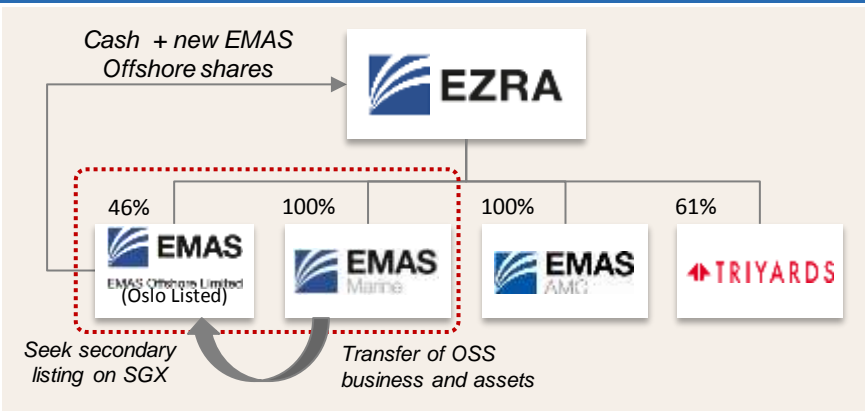 Cash + new EMAS
Offshore shares
EZRA
46%
100%
100%
61%
EMAS
EMAS Offshore Limited
(Oslo Listed)
EMAS
Marine
EMAS
AMC
TRIYARDS
Seek secondary
listing on SGX
Transfer of OSS
business and assets